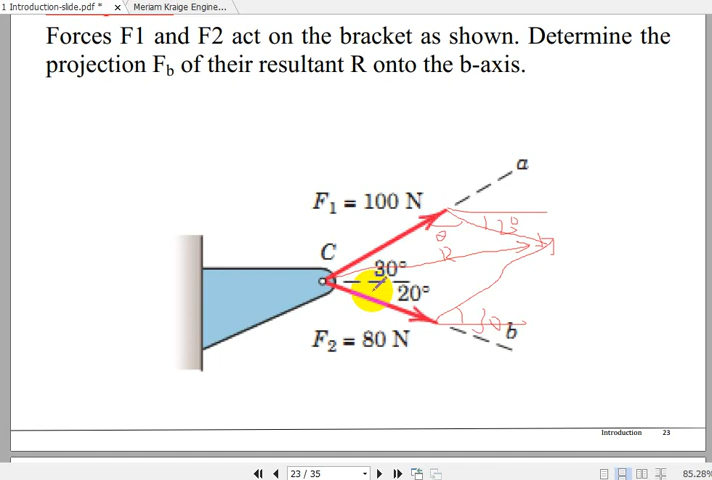 1 Introduction-slide.pdf * × Meriam Kraige Engine...
Forces F1 and F2 act on the bracket as shown. Determine the
projection Fb of their resultant R onto the b-axis.
a
F1 = 100 N
C
30°
20°
R
θ
b
F2 = 80 N
Introduction 23
23 / 35
85.28%